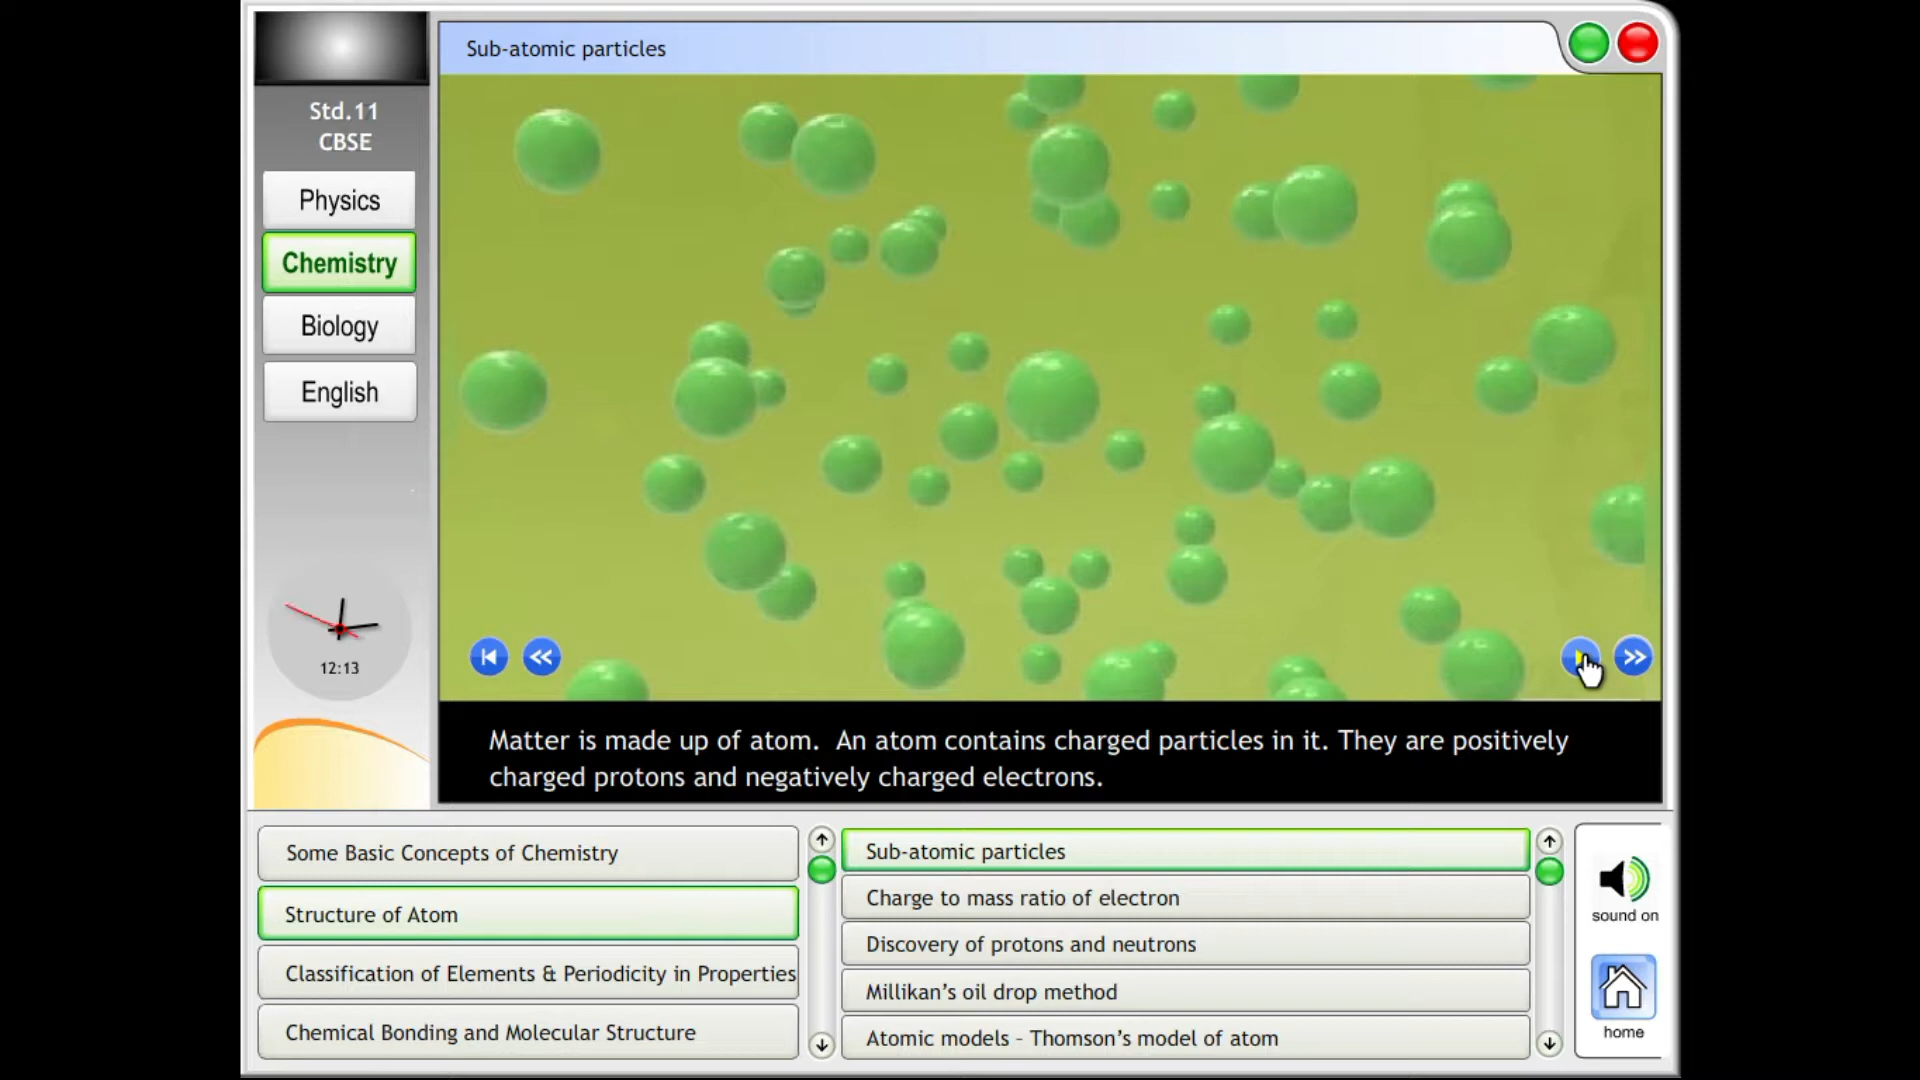 Sub-atomic particles
Std.11
CBSE
Physics
Chemistry
Biology
English
12:13
Matter is made up of atom.  An atom contains charged particles in it. They are positively
charged protons and negatively charged electrons.
Some Basic Concepts of Chemistry
Structure of Atom
Classification of Elements & Periodicity in Properties
Chemical Bonding and Molecular Structure
Sub-atomic particles
Charge to mass ratio of electron
Discovery of protons and neutrons
Millikan’s oil drop method
Atomic models – Thomson’s model of atom
sound on
home